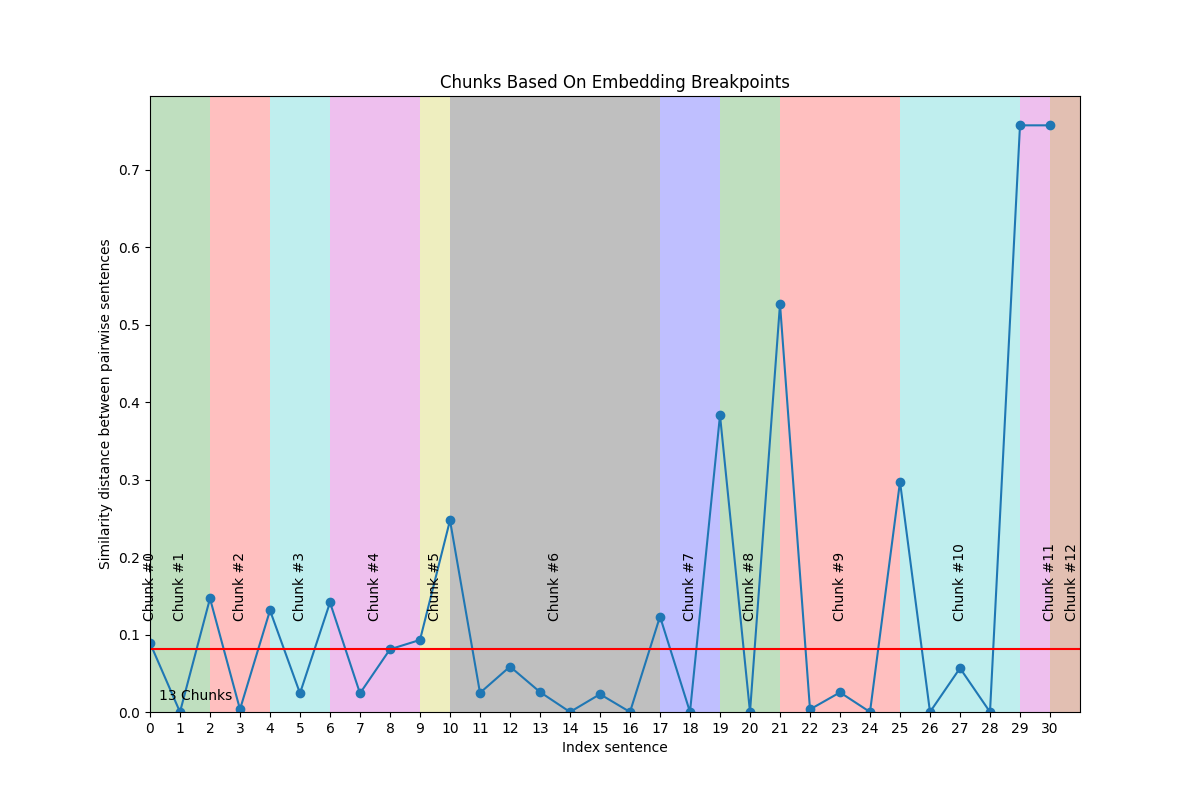 Chunks Based On Embedding Breakpoints
Similarity distance between pairwise sentences
0.7
0.6
0.5
0.4
0.3
0.2
0.1
0.0
Chunk #0
Chunk #1
Chunk #2
Chunk #3
Chunk #4
Chunk #5
Chunk #6
Chunk #7
Chunk #8
Chunk #9
Chunk #10
Chunk #11
Chunk #12
13 Chunks
0 1 2 3 4 5 6 7 8 9 10 11 12 13 14 15 16 17 18 19 20 21 22 23 24 25 26 27 28 29 30
Index sentence